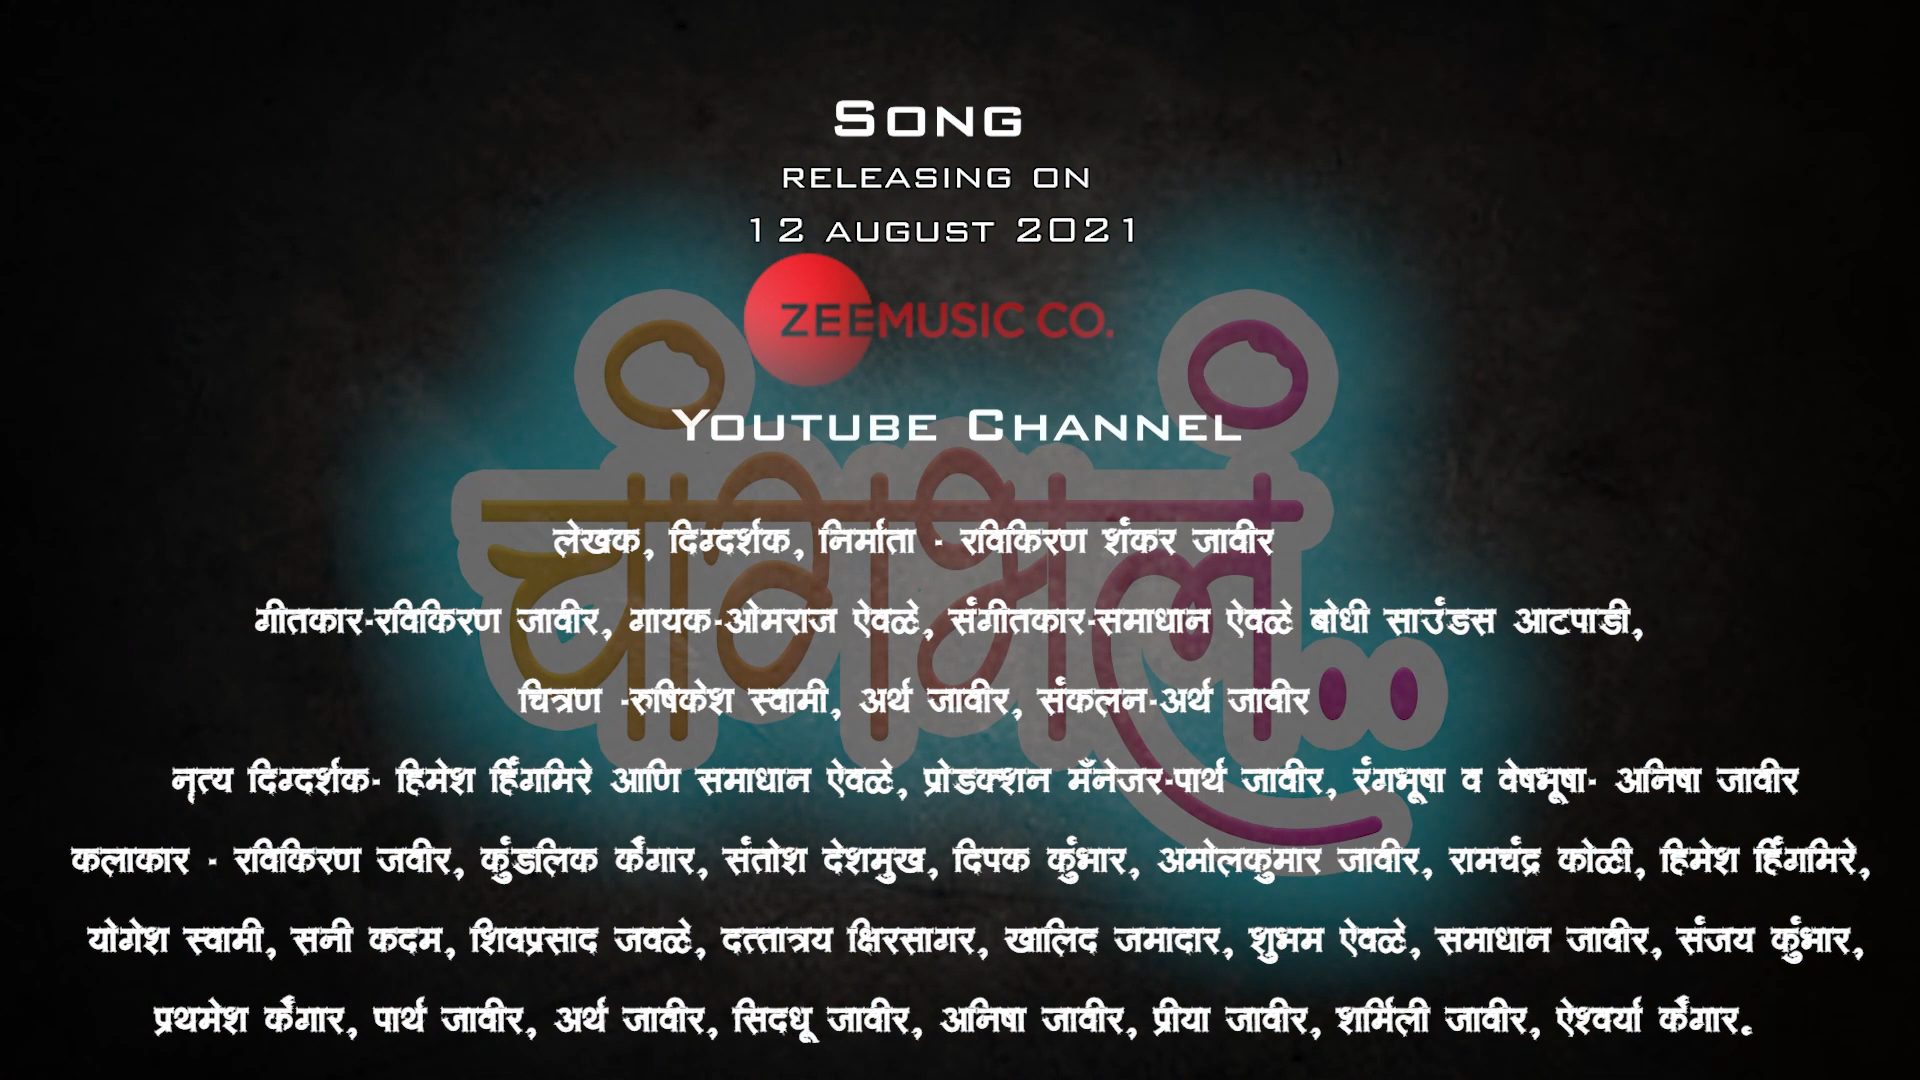 SONG
RELEASING ON
12 AUGUST 2021
ZEEMUSIC CO.
YOUTUBE CHANNEL
चांगभलं..
लेखक, दिग्दर्शक, निर्माता - रविकिरण शंकर जावीर
गीतकार-रविकिरण जावीर, गायक-ओमराज ऐवळे, संगीतकार-समाधान ऐवळे बोधी साउंडस आटपाडी,
चित्रण -रुषिकेश स्वामी, अर्थ जावीर, संकलन-अर्थ जावीर
नृत्य दिग्दर्शक- हिमेश हिंगमिरे आणि समाधान ऐवळे, प्रोडक्शन मॅंनेजर-पार्थ जावीर, रंगभूषा व वेषभूषा- अनिषा जावीर
कलाकार - रविकिरण जवीर, कुंडलिक केंगार, संतोश देशमुख, दिपक कुंभार, अमोलकुमार जावीर, रामचंद्र कोळी, हिमेश हिंगमिरे,
योगेश स्वामी, सनी कदम, शिवप्रसाद जवळे, दत्तात्रय क्षिरसागर, खालिद जमादार, शुभम ऐवळे, समाधान जावीर, संजय कुंभार,
प्रथमेश केंगार, पार्थ जावीर, अर्थ जावीर, सिदधू जावीर, अनिषा जावीर, प्रीया जावीर, शर्मिली जावीर, ऐश्वर्या केंगार.